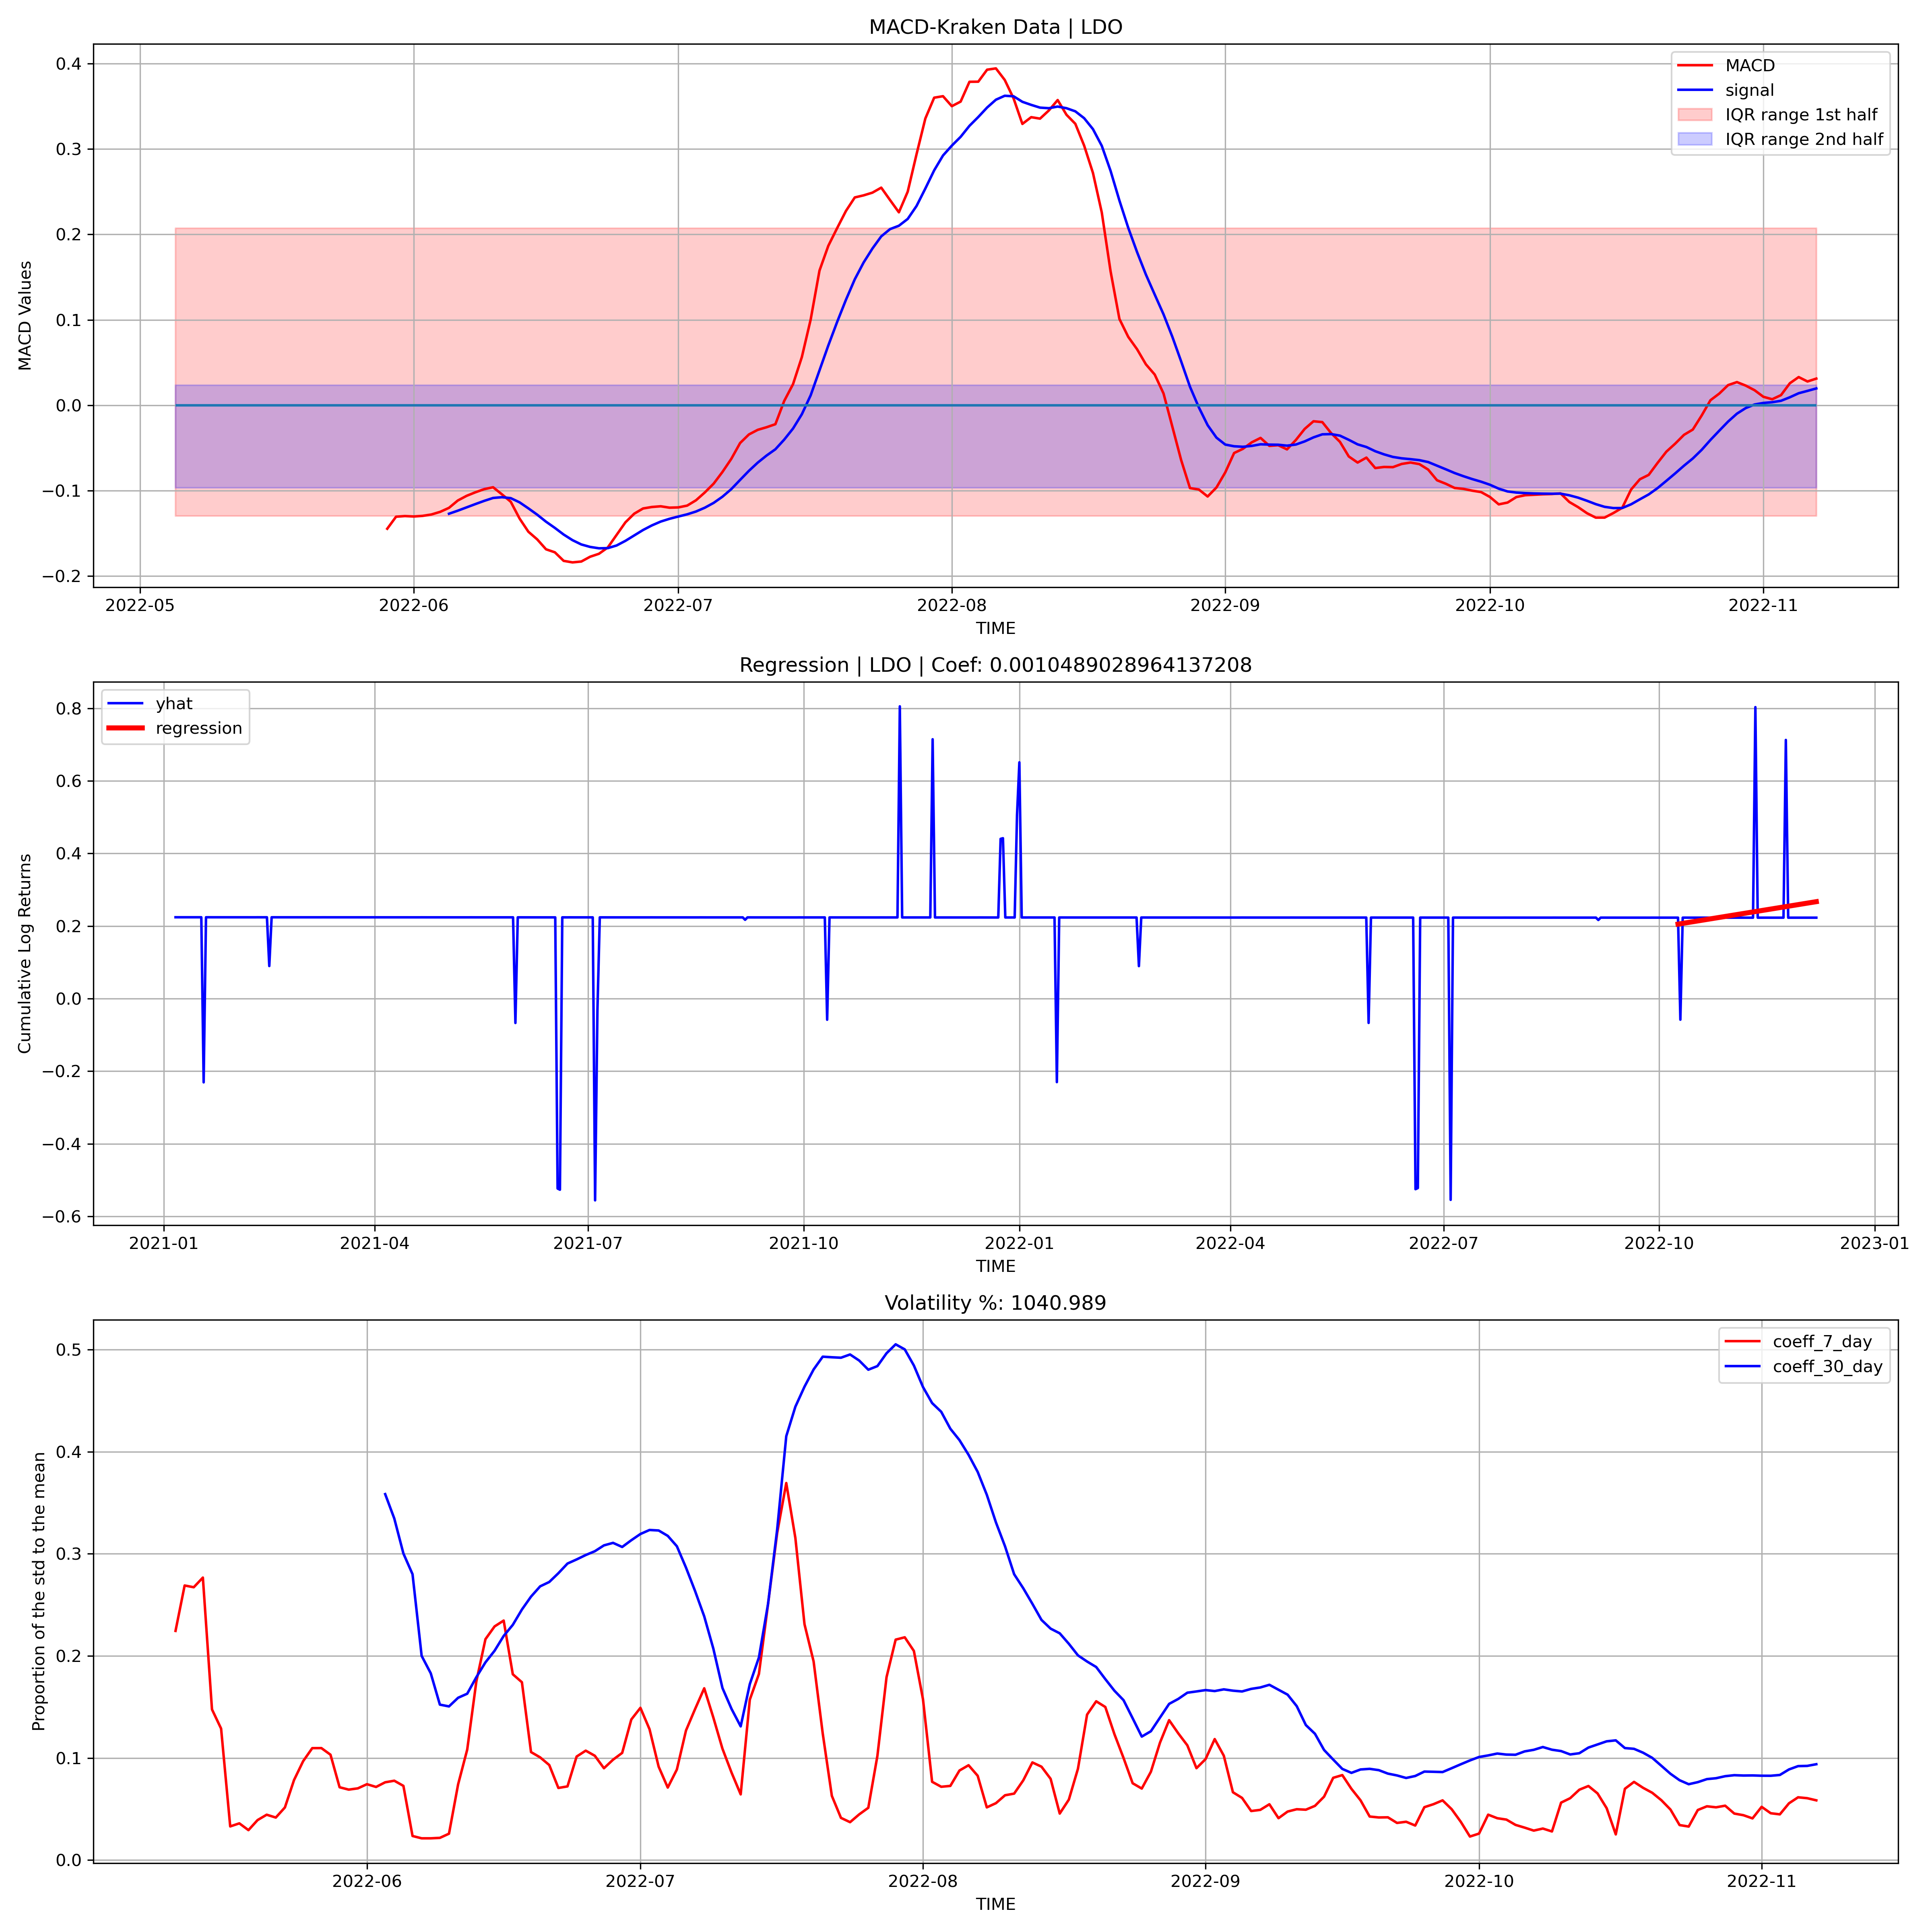 MACD-Kraken Data | LDO
MACD Values
0.4
0.3
0.2
0.1
0.0
−0.1
−0.2
MACD
signal
IQR range 1st half
IQR range 2nd half
2022-05 2022-06 2022-07 2022-08 2022-09 2022-10 2022-11
TIME
Regression | LDO | Coef: 0.0010489028964137208
Cumulative Log Returns
0.8
0.6
0.4
0.2
0.0
−0.2
−0.4
−0.6
yhat
regression
2021-01 2021-04 2021-07 2021-10 2022-01 2022-04 2022-07 2022-10 2023-01
TIME
Volatility %: 1040.989
Proportion of the std to the mean
0.5
0.4
0.3
0.2
0.1
0.0
coeff_7_day
coeff_30_day
2022-06 2022-07 2022-08 2022-09 2022-10 2022-11
TIME